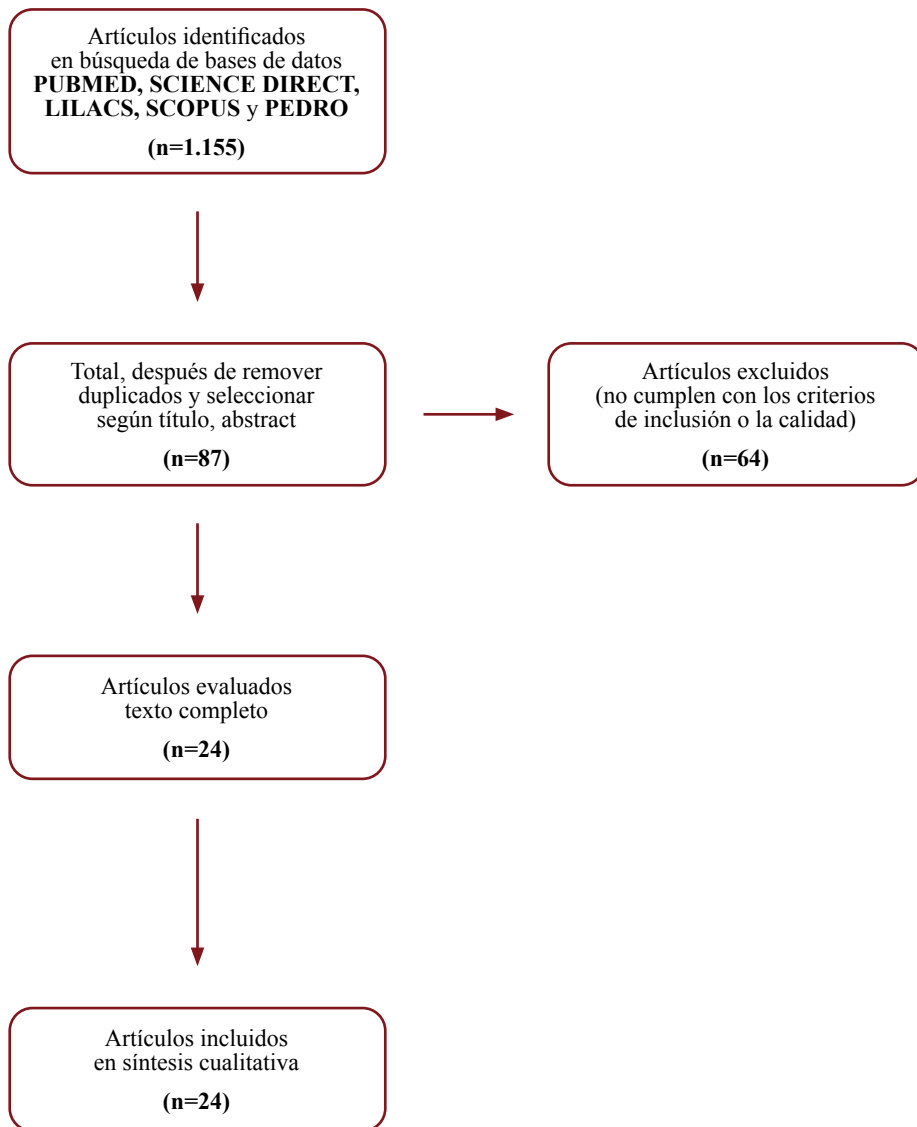 Artículos identificados
en búsqueda de bases de datos
PUBMED, SCIENCE DIRECT,
LILACS, SCOPUS y PEDRO
(n=1.155)
Total, después de remover
duplicados y seleccionar
según título, abstract
(n=87)
Artículos excluidos
(no cumplen con los criterios
de inclusión o la calidad)
(n=64)
Artículos evaluados
texto completo
(n=24)
Artículos incluidos
en síntesis cualitativa
(n=24)